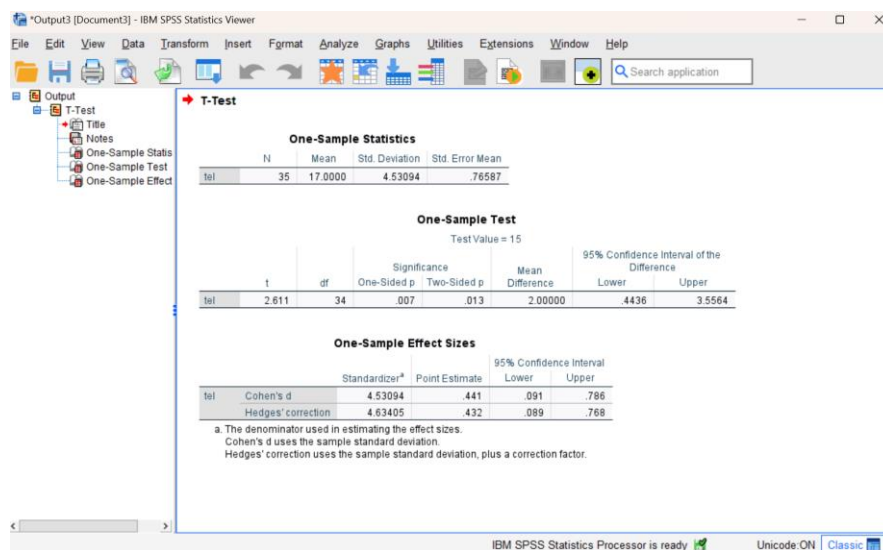 *Output3 [Document3] - IBM SPSS Statistics Viewer
File Edit View Data Transform Insert Format Analyze Graphs Utilities Extensions Window Help
Search application
Output
T-Test
Title
Notes
One-Sample Statis
One-Sample Test
One-Sample Effect
T-Test
One-Sample Statistics
N Mean Std. Deviation Std. Error Mean
tel 35 17.0000 4.53094 .76587
One-Sample Test
Test Value = 15
95% Confidence Interval of the
Significance Mean Difference
t df One-Sided p Two-Sided p Difference Lower Upper
tel 2.611 34 .007 .013 2.00000 .4436 3.5564
One-Sample Effect Sizes
95% Confidence Interval
Standardizerª Point Estimate Lower Upper
tel Cohen's d 4.53094 .441 .091 .786
Hedges' correction 4.63405 .432 .089 .768
a. The denominator used in estimating the effect sizes.
Cohen's d uses the sample standard deviation.
Hedges' correction uses the sample standard deviation, plus a correction factor.
IBM SPSS Statistics Processor is ready Unicode:ON Classic